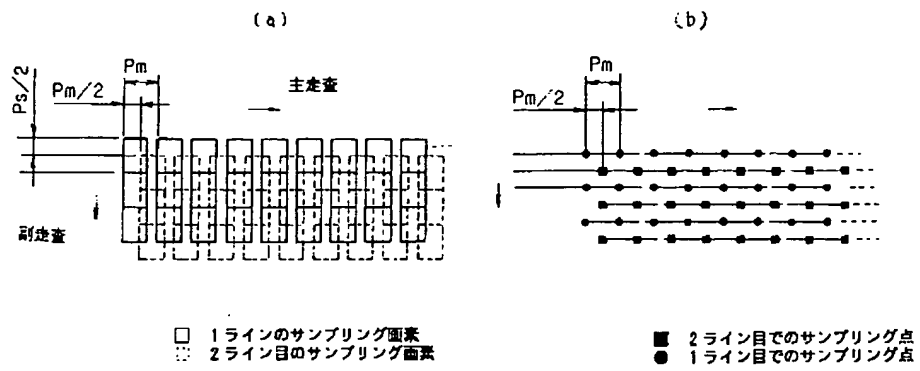 (a)
(b)
Pm
主走査
Pm
Ps/2
Pm/2
Pm/2
副走査
1ラインのサンプリング画素
2ライン目のサンプリング画素
2ライン目でのサンプリング点
1ライン目でのサンプリング点